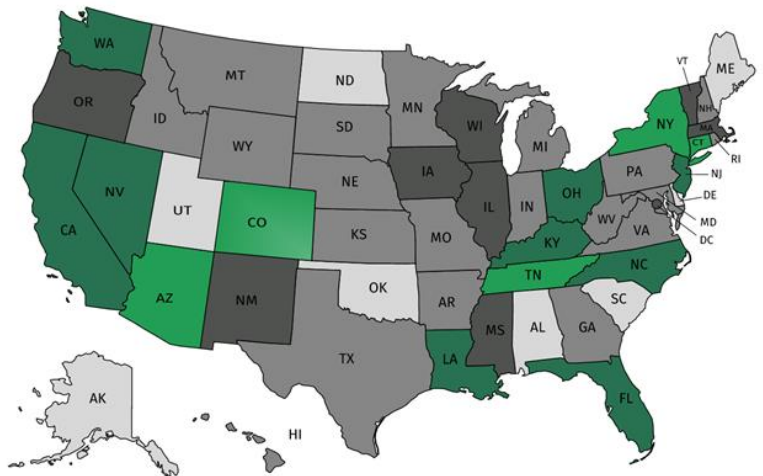 WA
MT
ND
MN
VT
ME
OR
ID
SD
WI
NH
MA
NY
CT
RI
WY
MI
IA
PA
NJ
NV
NE
OH
DE
UT
CO
IL
IN
WV
MD
CA
KS
MO
KY
VA
DC
NC
TN
AZ
NM
OK
AR
SC
MS
AL
GA
TX
LA
AK
HI
FL